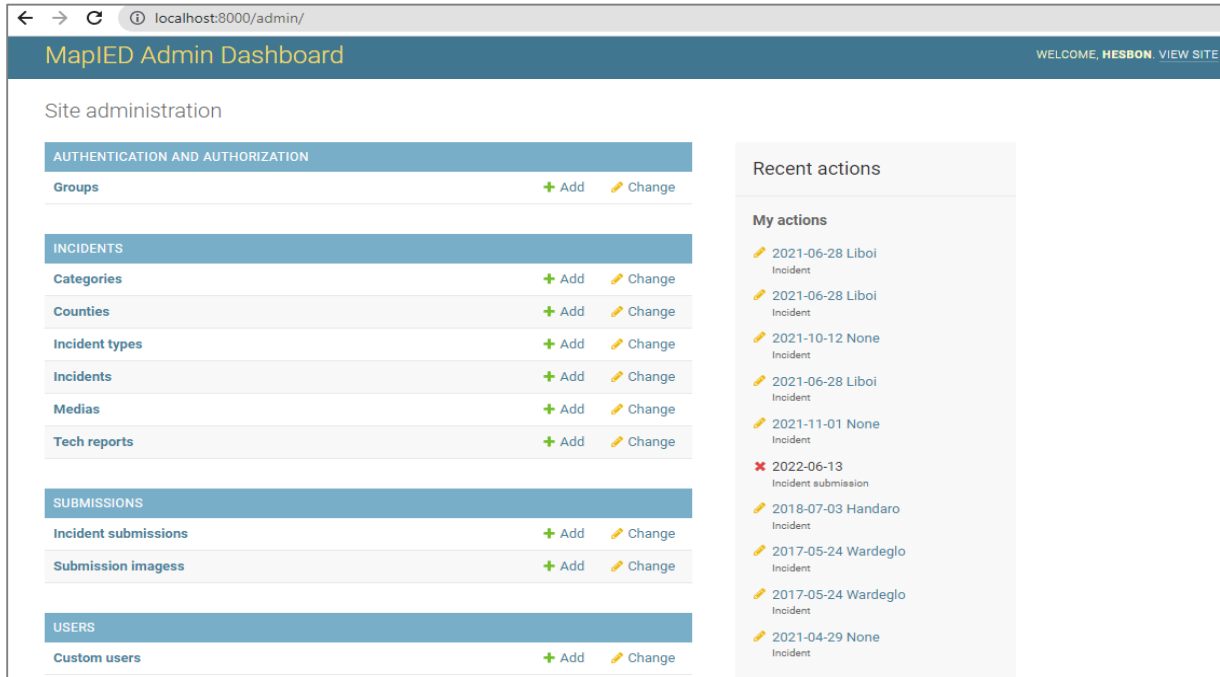 localhost:8000/admin/
MapIED Admin Dashboard
WELCOME, HESBON. VIEW SITE
Site administration
AUTHENTICATION AND AUTHORIZATION
Groups Add Change
INCIDENTS
Categories Add Change
Counties Add Change
Incident types Add Change
Incidents Add Change
Medias Add Change
Tech reports Add Change
SUBMISSIONS
Incident submissions Add Change
Submission imagess Add Change
USERS
Custom users Add Change
Recent actions
My actions
2021-06-28 Liboi
Incident
2021-06-28 Liboi
Incident
2021-10-12 None
Incident
2021-06-28 Liboi
Incident
2021-11-01 None
Incident
2022-06-13
Incident submission
2018-07-03 Handaro
Incident
2017-05-24 Wardeglo
Incident
2017-05-24 Wardeglo
Incident
2021-04-29 None
Incident